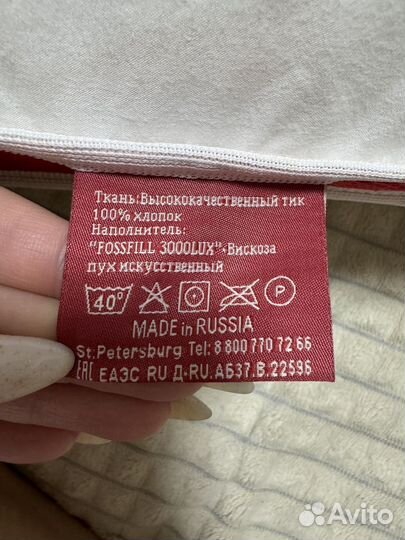 Ткань: Высококачественный тик
100% хлопок
Наполнитель:
"FOSSFILL 3000LUX"-Вискоза
пух искусственный
40° P
MADE IN RUSSIA
St.Petersburg Tel: 8 800 770 72 66
EAC ЕАЭС RU Д-RU.АБ37.В.22596
Avito